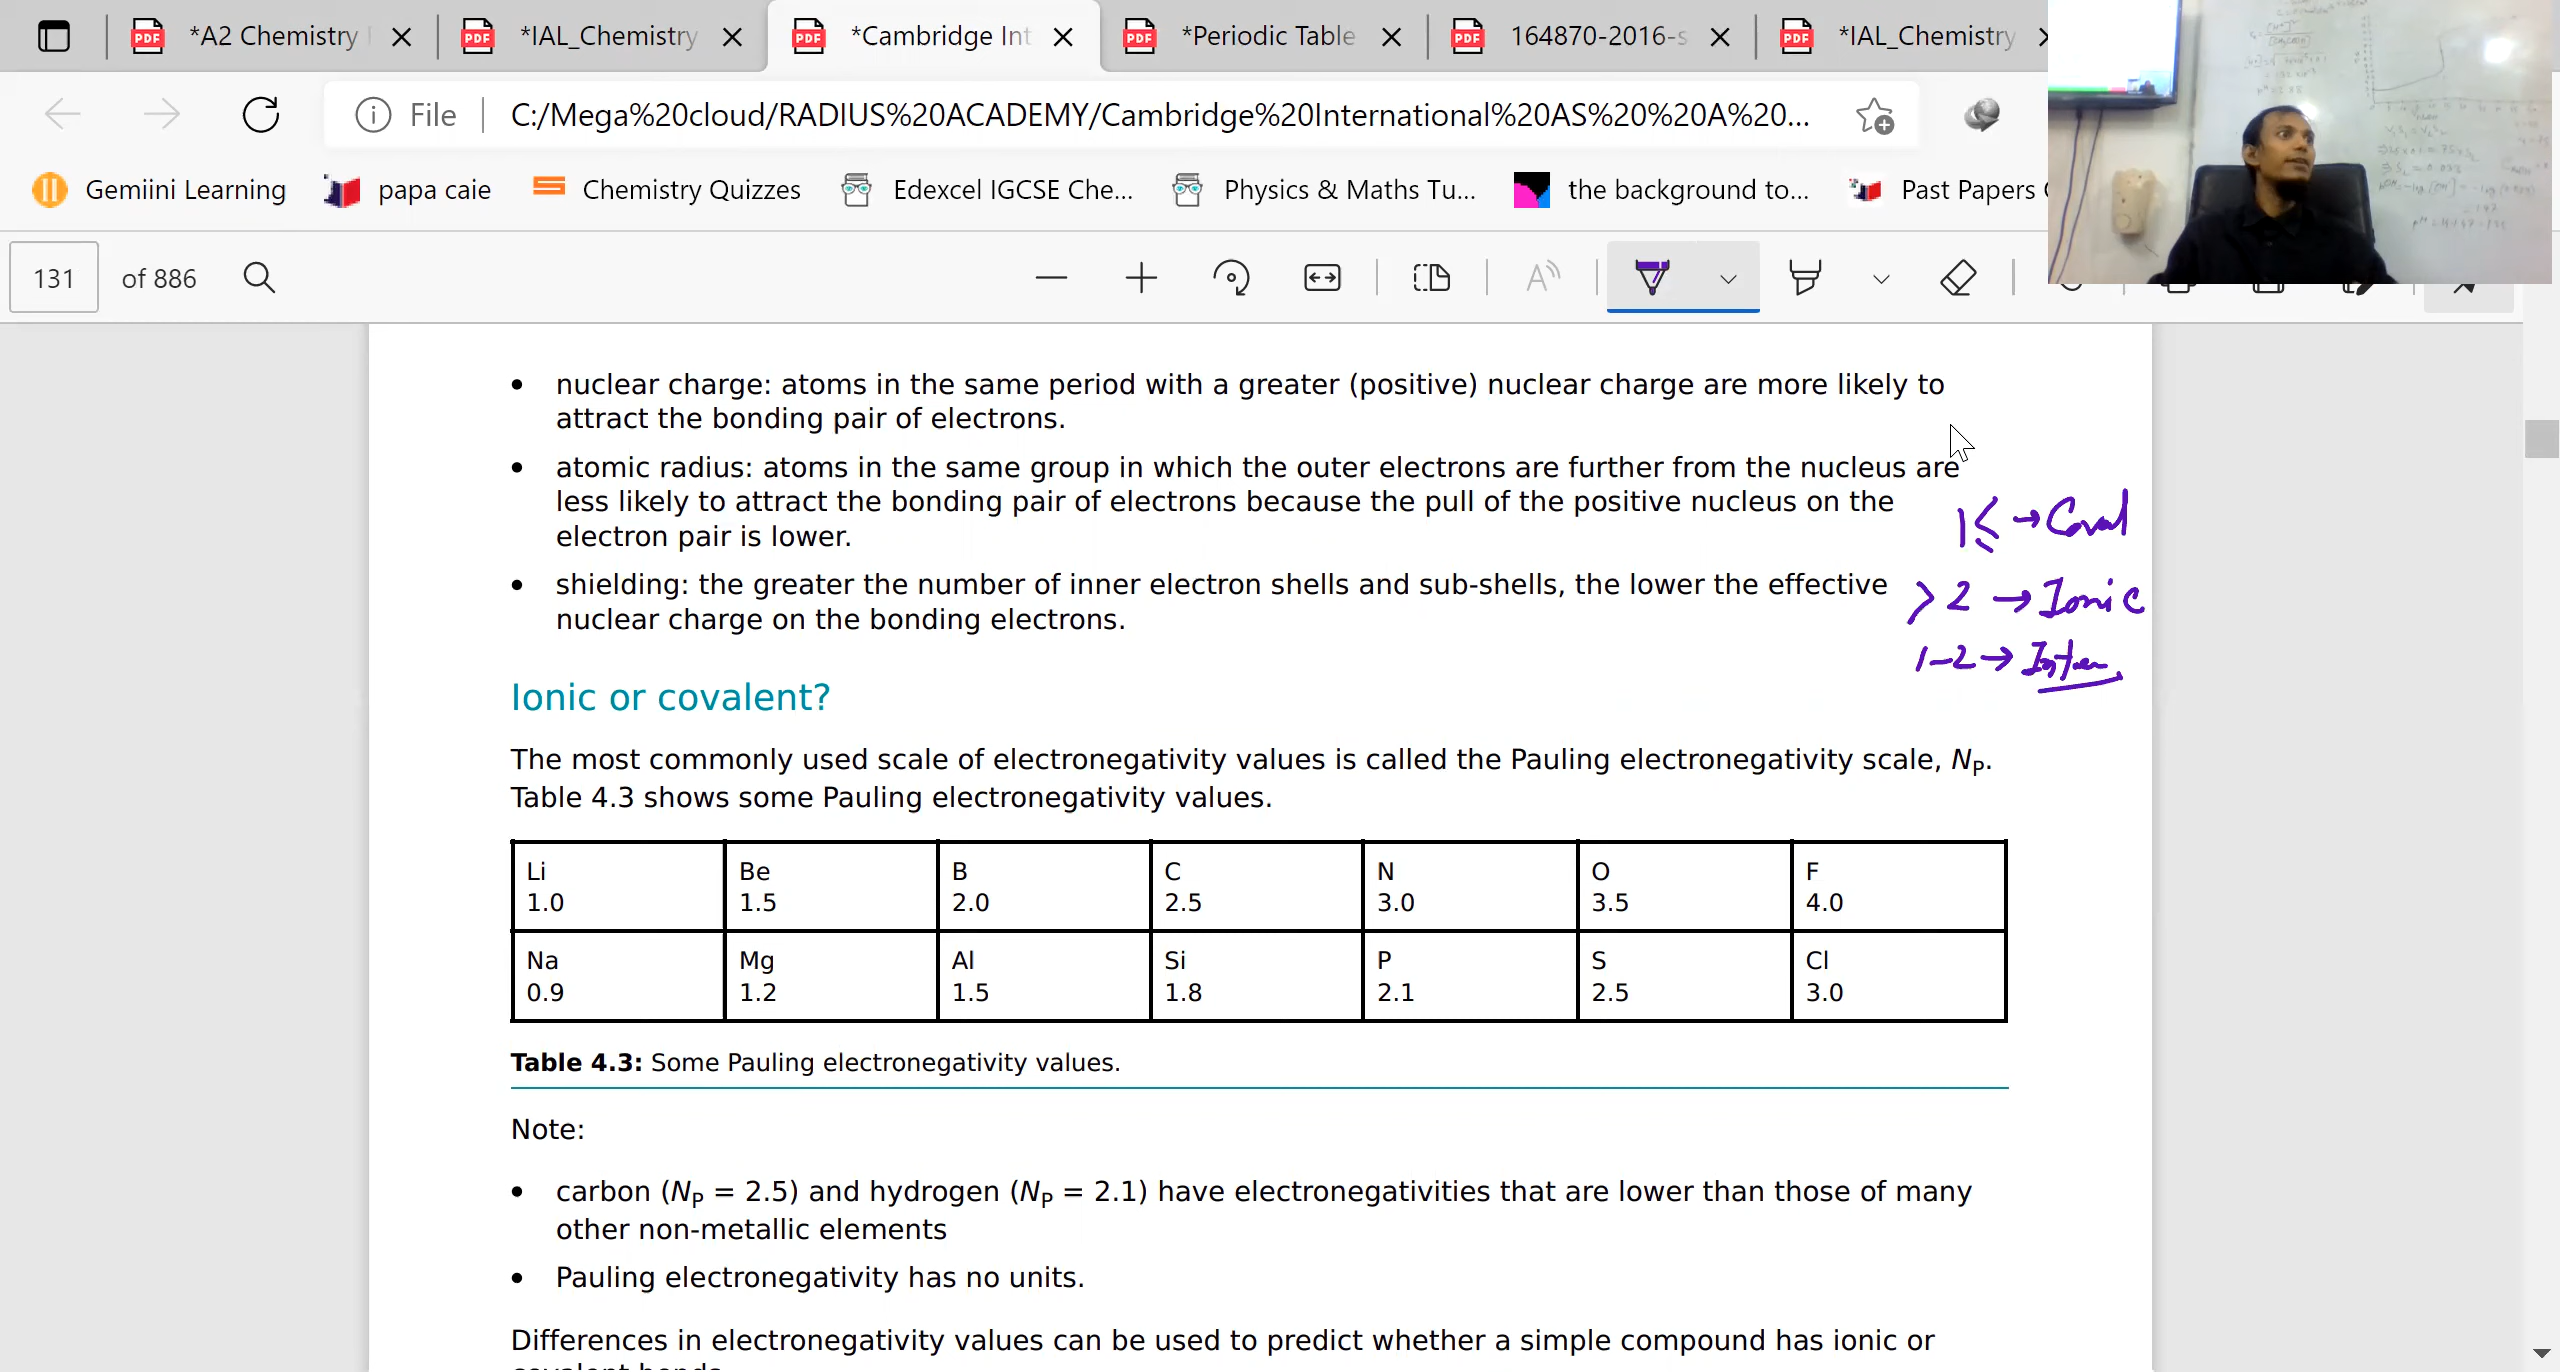 *A2 Chemistry
*IAL_Chemistry
*Cambridge Int
*Periodic Table
164870-2016-s
*IAL_Chemistry
File
C:/Mega%20cloud/RADIUS%20ACADEMY/Cambridge%20International%20AS%20%20A%20...
Gemiini Learning
papa caie
Chemistry Quizzes
Edexcel IGCSE Che...
Physics & Maths Tu...
the background to...
Past Papers
131 of 886
• nuclear charge: atoms in the same period with a greater (positive) nuclear charge are more likely to
attract the bonding pair of electrons.
• atomic radius: atoms in the same group in which the outer electrons are further from the nucleus are
less likely to attract the bonding pair of electrons because the pull of the positive nucleus on the
electron pair is lower.
• shielding: the greater the number of inner electron shells and sub-shells, the lower the effective
nuclear charge on the bonding electrons.
1≤ → Coval
> 2 → Ionic
1-2 → Inter
Ionic or covalent?
The most commonly used scale of electronegativity values is called the Pauling electronegativity scale, NP.
Table 4.3 shows some Pauling electronegativity values.
Li Be B C N O F
1.0 1.5 2.0 2.5 3.0 3.5 4.0
Na Mg Al Si P S Cl
0.9 1.2 1.5 1.8 2.1 2.5 3.0
Table 4.3: Some Pauling electronegativity values.
Note:
• carbon (NP = 2.5) and hydrogen (NP = 2.1) have electronegativities that are lower than those of many
other non-metallic elements
• Pauling electronegativity has no units.
Differences in electronegativity values can be used to predict whether a simple compound has ionic or